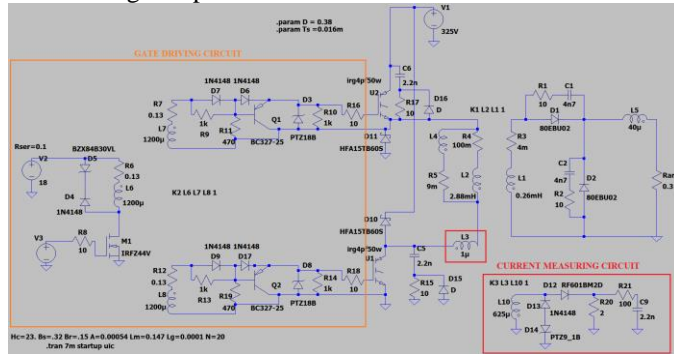 .param D = 0.38
.param Ts = 0.016m
V1
325V
GATE DRIVING CIRCUIT
1N4148 1N4148
D7
D6
C6
2.2n
U2
R17
10
D16
D
R7
0.13
L7
1200µ
R9
1k
R11
470
Q1
BC327-25
D3
PTZ18B
R10
1k
R16
10
D11
HFA15TB60S
K1 L2 L1 1
R1
10
C1
4n7
D1
80EBU02
L5
40µ
L4
R4
100m
R5
9m
L2
2.88mH
R3
4m
L1
0.26mH
C2
4n7
R2
10
D2
80EBU02
0.3
Rser=0.1
V2
18
BZX84B30VL
D5
D4
1N4148
R6
0.13
L6
1200µ
K2 L6 L7 L8 1
V3
R8
10
M1
IRFZ44V
D10
HFA15TB60S
irg4pf50w
U1
L3
1µ
1N4148 1N4148
D9
D17
R12
0.13
L8
1200µ
R13
1k
R19
470
Q2
BC327-25
D8
PTZ18B
R14
1k
R18
10
C5
2.2n
R15
10
D15
D
CURRENT MEASURING CIRCUIT
K3 L3 L10 1
D12
RF601BM2D
R21
100
L10
625µ
D13
1N4148
D14
PTZ9_1B
R20
2
C9
2.2n
Hc=23. Bs=.32 Br=.15 A=0.00054 Lm=0.147 Lg=0.0001 N=20
.tran 7m startup uic